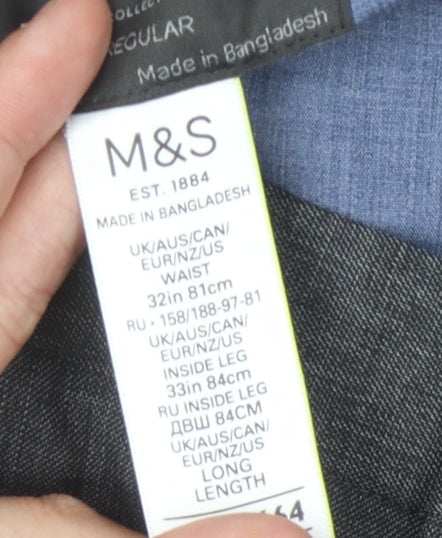 REGULAR
Made in Bangladesh
M&S
EST. 1884
MADE IN BANGLADESH
UK/AUS/CAN/
EUR/NZ/US
WAIST
32in 81cm
RU - 158/188-97-81
UK/AUS/CAN/
EUR/NZ/US
INSIDE LEG
33in 84cm
RU INSIDE LEG
ДВШ 84CM
UK/AUS/CAN/
EUR/NZ/US
LONG
LENGTH